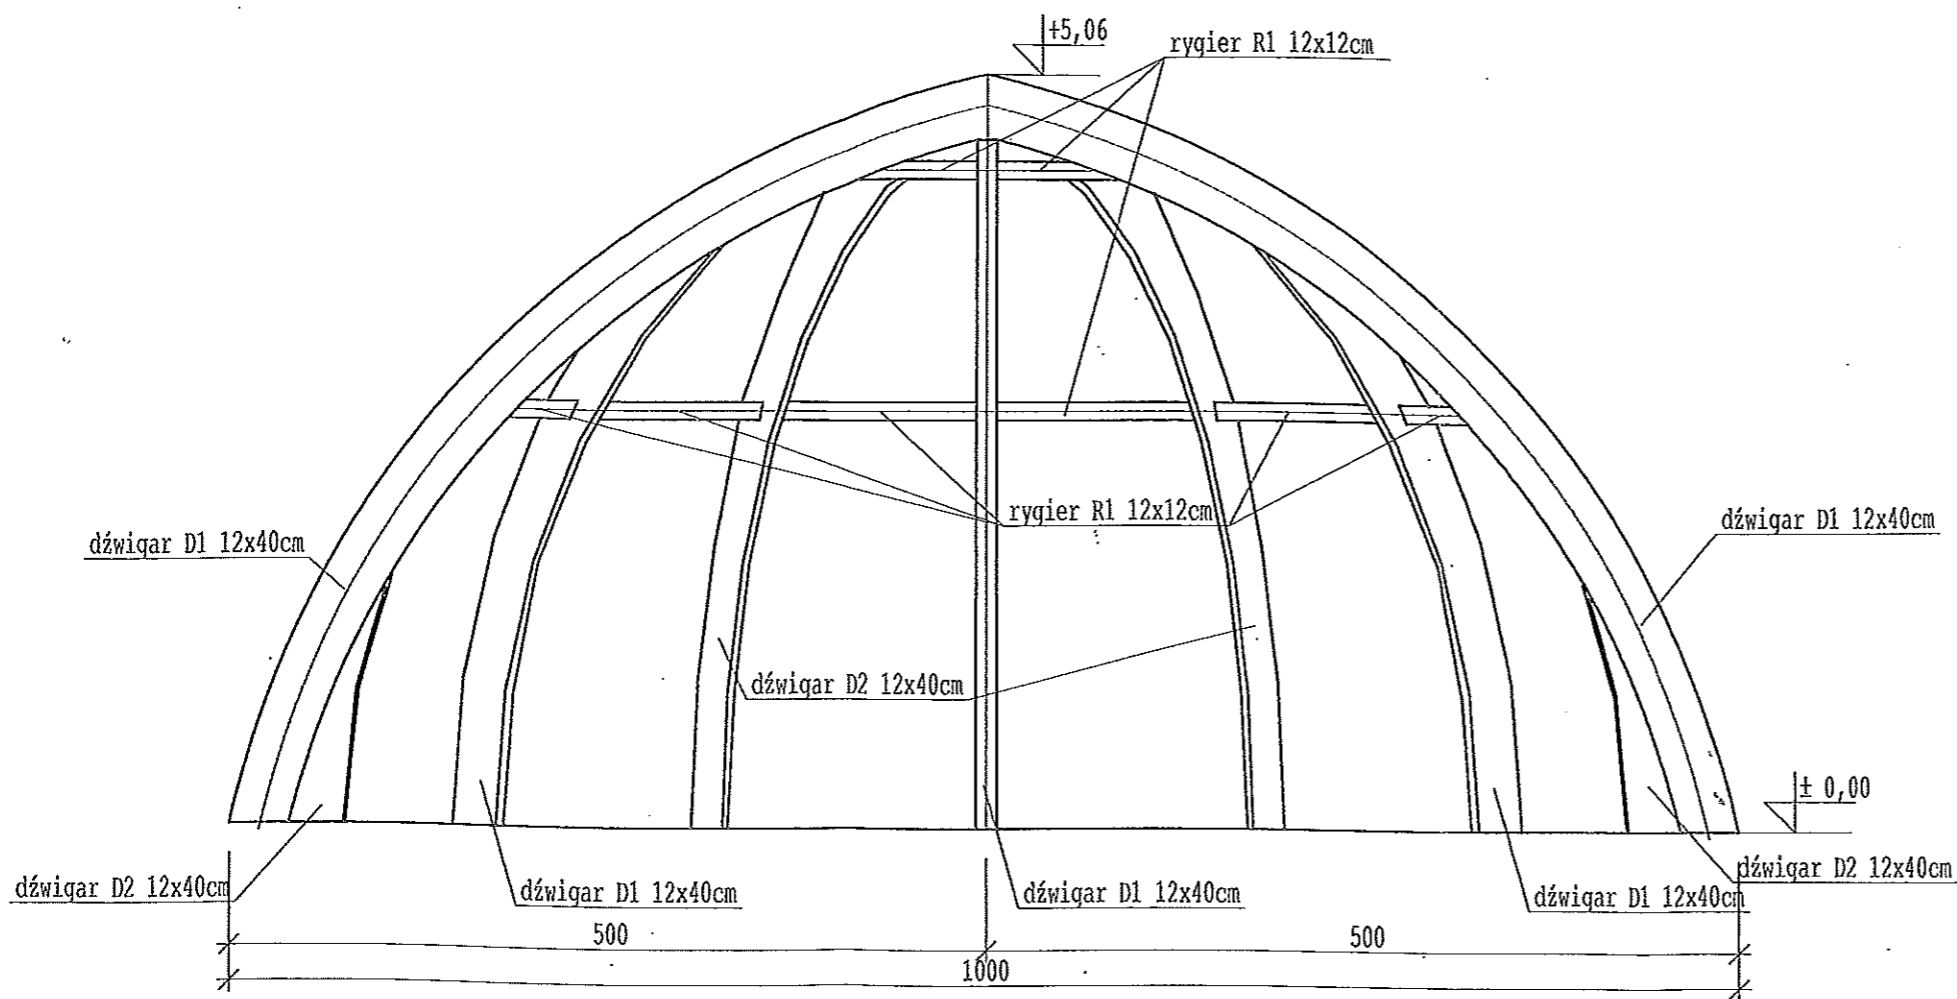 +5,06
rygier R1 12x12cm
rygier R1 12x12cm
dźwigar D1 12x40cm
dźwigar D1 12x40cm
dźwigar D2 12x40cm
± 0,00
dźwigar D2 12x40cm
dźwigar D1 12x40cm
dźwigar D1 12x40cm
dźwigar D1 12x40cm
dźwigar D2 12x40cm
500
500
1000